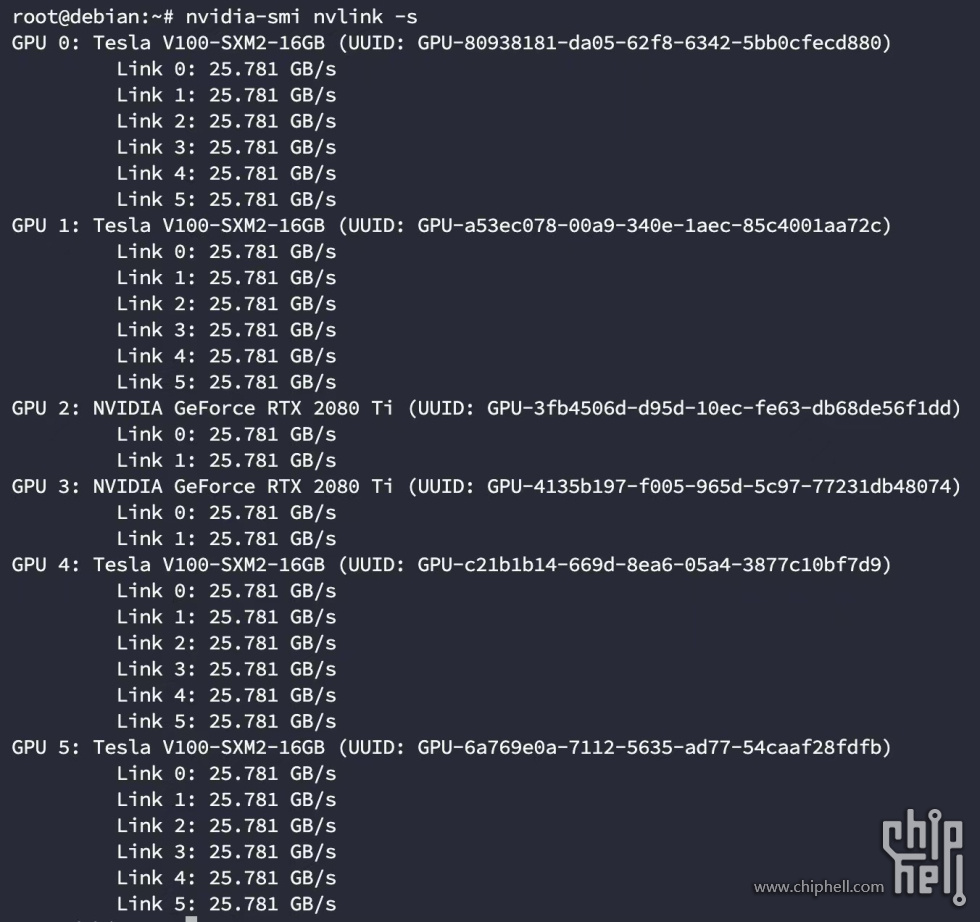 root@debian:~# nvidia-smi nvlink -s
GPU 0: Tesla V100-SXM2-16GB (UUID: GPU-80938181-da05-62f8-6342-5bb0cfecd880)
Link 0: 25.781 GB/s
Link 1: 25.781 GB/s
Link 2: 25.781 GB/s
Link 3: 25.781 GB/s
Link 4: 25.781 GB/s
Link 5: 25.781 GB/s
GPU 1: Tesla V100-SXM2-16GB (UUID: GPU-a53ec078-00a9-340e-1aec-85c4001aa72c)
Link 0: 25.781 GB/s
Link 1: 25.781 GB/s
Link 2: 25.781 GB/s
Link 3: 25.781 GB/s
Link 4: 25.781 GB/s
Link 5: 25.781 GB/s
GPU 2: NVIDIA GeForce RTX 2080 Ti (UUID: GPU-3fb4506d-d95d-10ec-fe63-db68de56f1dd)
Link 0: 25.781 GB/s
Link 1: 25.781 GB/s
GPU 3: NVIDIA GeForce RTX 2080 Ti (UUID: GPU-4135b197-f005-965d-5c97-77231db48074)
Link 0: 25.781 GB/s
Link 1: 25.781 GB/s
GPU 4: Tesla V100-SXM2-16GB (UUID: GPU-c21b1b14-669d-8ea6-05a4-3877c10bf7d9)
Link 0: 25.781 GB/s
Link 1: 25.781 GB/s
Link 2: 25.781 GB/s
Link 3: 25.781 GB/s
Link 4: 25.781 GB/s
Link 5: 25.781 GB/s
GPU 5: Tesla V100-SXM2-16GB (UUID: GPU-6a769e0a-7112-5635-ad77-54caaf28fdfb)
Link 0: 25.781 GB/s
Link 1: 25.781 GB/s
Link 2: 25.781 GB/s
Link 3: 25.781 GB/s
Link 4: 25.781 GB/s
Link 5: 25.781 GB/s
chip
hell
www.chiphell.com